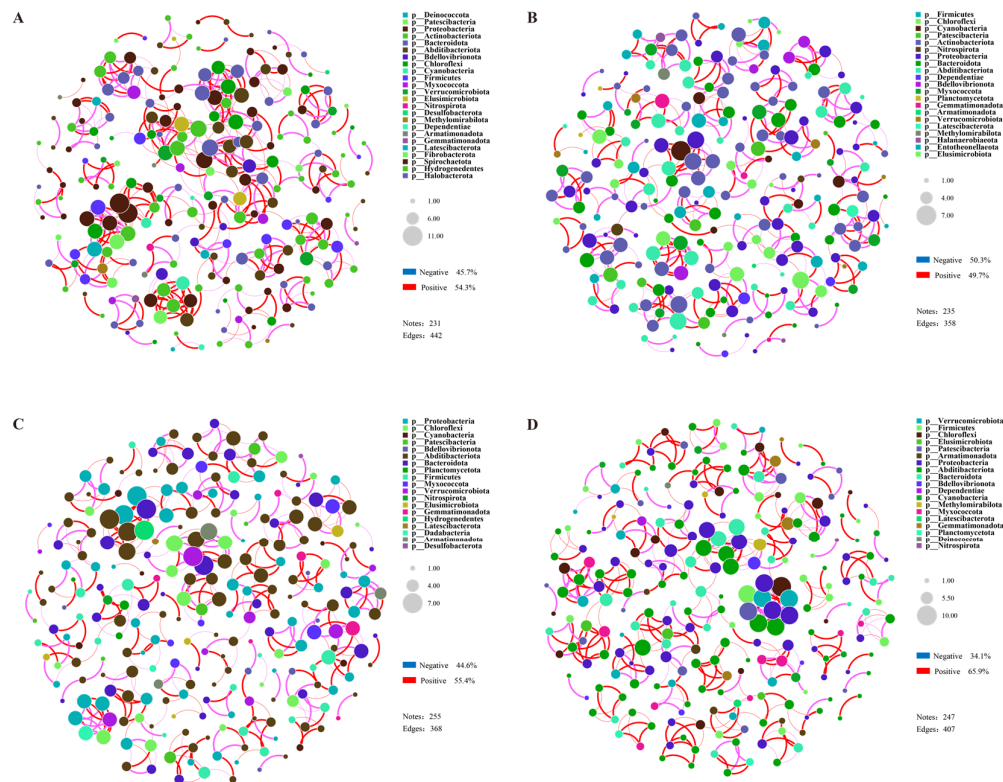 A
p__Deinococcota
p__Patescibacteria
p__Proteobacteria
p__Actinobacteriota
p__Bacteroidota
p__Abditibacteriota
p__Bdellovibrionota
p__Chloroflexi
p__Cyanobacteria
p__Firmicutes
p__Myxococcota
p__Verrucomicrobiota
p__Elusimicrobiota
p__Nitrospirota
p__Desulfobacterota
p__Methylomirabilota
p__Dependentiae
p__Armatimonadota
p__Gemmatimonadota
p__Latescibacterota
p__Fibrobacterota
p__Spirochaetota
p__Hydrogenedentes
p__Halobacterota
1.00
6.00
11.00
Negative 45.7%
Positive 54.3%
Notes: 231
Edges: 442
B
p__Firmicutes
p__Chloroflexi
p__Cyanobacteria
p__Patescibacteria
p__Actinobacteriota
p__Nitrospirota
p__Proteobacteria
p__Bacteroidota
p__Abditibacteriota
p__Dependentiae
p__Bdellovibrionota
p__Myxococcota
p__Planctomycetota
p__Gemmatimonadota
p__Armatimonadota
p__Verrucomicrobiota
p__Latescibacterota
p__Methylomirabilota
p__Halanaerobiaeota
p__Entotheonellaeota
p__Elusimicrobiota
1.00
4.00
7.00
Negative 50.3%
Positive 49.7%
Notes: 235
Edges: 358
C
p__Proteobacteria
p__Chloroflexi
p__Cyanobacteria
p__Patescibacteria
p__Bdellovibrionota
p__Abditibacteriota
p__Bacteroidota
p__Planctomycetota
p__Firmicutes
p__Myxococcota
p__Verrucomicrobiota
p__Nitrospirota
p__Elusimicrobiota
p__Gemmatimonadota
p__Hydrogenedentes
p__Latescibacterota
p__Dadabacteria
p__Armatimonadota
p__Desulfobacterota
1.00
4.00
7.00
Negative 44.6%
Positive 55.4%
Notes: 255
Edges: 368
D
p__Verrucomicrobiota
p__Firmicutes
p__Chloroflexi
p__Elusimicrobiota
p__Patescibacteria
p__Armatimonadota
p__Proteobacteria
p__Abditibacteriota
p__Bacteroidota
p__Bdellovibrionota
p__Dependentiae
p__Cyanobacteria
p__Methylomirabilota
p__Myxococcota
p__Latescibacterota
p__Gemmatimonadota
p__Planctomycetota
p__Deinococcota
p__Nitrospirota
1.00
5.50
10.00
Negative 34.1%
Positive 65.9%
Notes: 247
Edges: 407